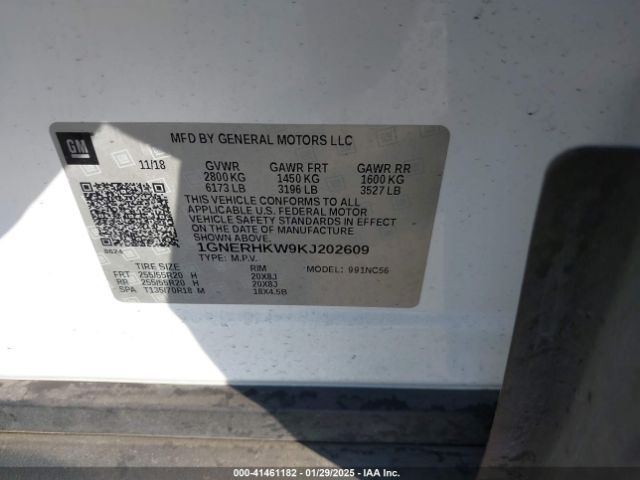 GM
MFD BY GENERAL MOTORS LLC
11/18 GVWR GAWR FRT GAWR RR
2800 KG 1450 KG 1600 KG
6173 LB 3196 LB 3527 LB
THIS VEHICLE CONFORMS TO ALL
APPLICABLE U.S. FEDERAL MOTOR
VEHICLE SAFETY STANDARDS IN EFFECT
ON THE DATE OF MANUFACTURE
SHOWN ABOVE.
8624
1GNERHKW9KJ202609
TYPE: M.P.V.
TIRE SIZE RIM MODEL: 991NC56
FRT 255/55R20 H 20X8J
RR 255/55R20 H 20X8J
SPA T135/70R18 M 18X4.5B
000-41461182 - 01/29/2025 - IAA Inc.